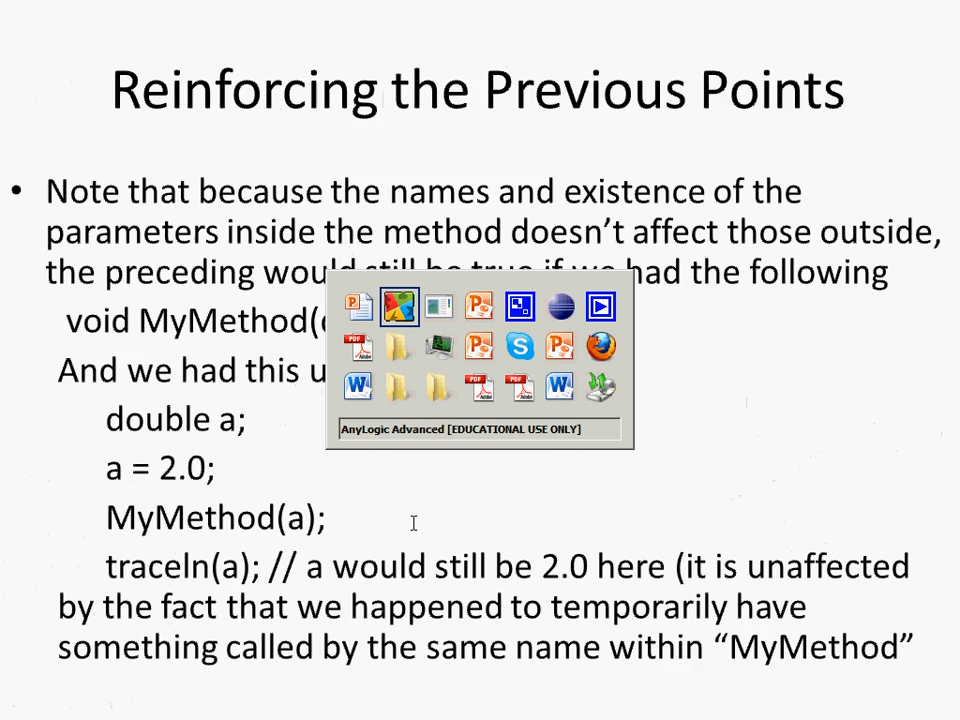 Reinforcing the Previous Points
• Note that because the names and existence of the
parameters inside the method doesn't affect those outside,
the preceding would still be true if we had the following
void MyMethod(
And we had this
double a;
a = 2.0;
MyMethod(a);
traceln(a); // a would still be 2.0 here (it is unaffected
by the fact that we happened to temporarily have
something called by the same name within “MyMethod”
AnyLogic Advanced [EDUCATIONAL USE ONLY]